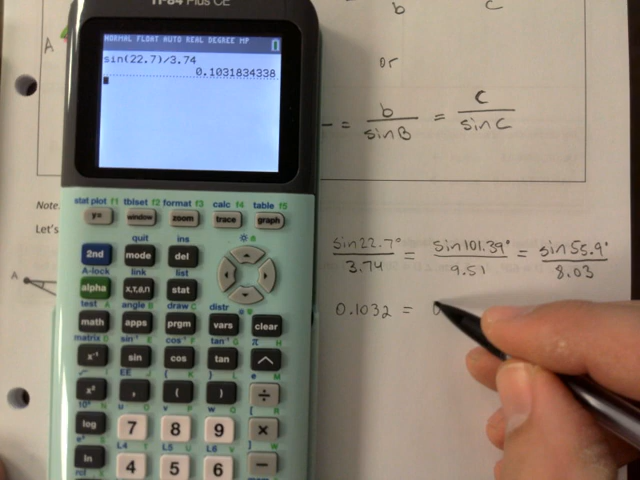 TI-84 Plus CE
NORMAL FLOAT AUTO REAL DEGREE MP
sin(22.7)/3.74
0.1031834338
b c
A
or
= b/sinB = c/sinC
Note.
Let's
A
sin22.7°/3.74 = sin101.39°/9.51 = sin55.9°/8.03
0.1032 = 0
stat plot f1 tblset f2 format f3 calc f4 table f5
y= window zoom trace graph
quit ins
2nd mode del
A-lock link list
alpha X,T,θ,n stat
test A angle B draw C distr
math apps prgm vars clear
matrix D sin⁻¹ E cos⁻¹ F tan⁻¹ G π H
x⁻¹ sin cos tan ^
√ I EE J { K } L e M
x² , ( ) ÷
10ˣ N u O v P w Q [ R
log 7 8 9 ×
eˣ S L4 T L5 U L6 V ] W
ln 4 5 6 −
rcl